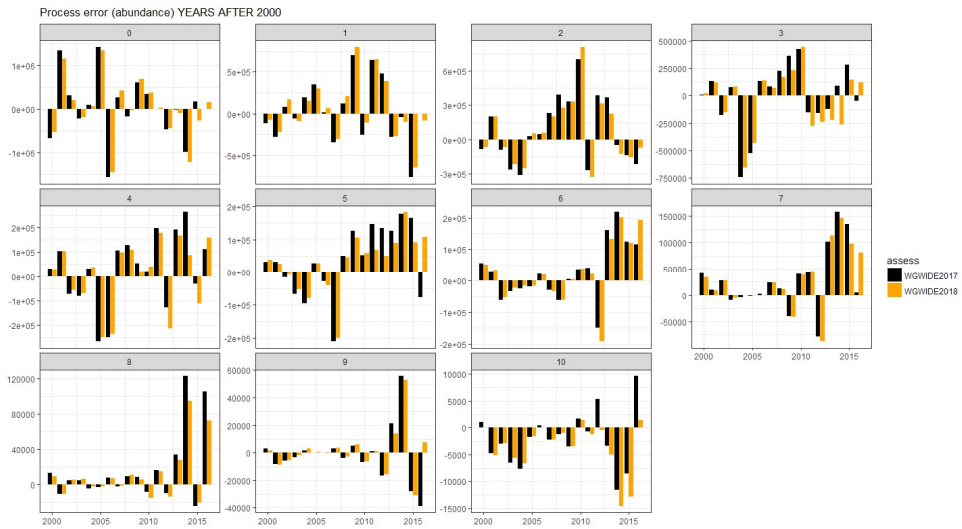 Process error (abundance) YEARS AFTER 2000
0 1 2 3
1e+06
0e+00
-1e+06
5e+05
0e+00
-5e+05
6e+05
3e+05
0e+00
-3e+05
500000
250000
0
-250000
-500000
-750000
4 5 6 7
2e+05
1e+05
0e+00
-1e+05
-2e+05
1e+05
0e+00
-1e+05
-2e+05
2e+05
1e+05
0e+00
-1e+05
-2e+05
150000
100000
50000
0
-50000
2000 2005 2010 2015
assess
WGWIDE2017
WGWIDE2018
8 9 10
120000
80000
40000
0
60000
40000
20000
0
-20000
-40000
10000
5000
0
-5000
-10000
-15000
2000 2005 2010 2015 2000 2005 2010 2015 2000 2005 2010 2015